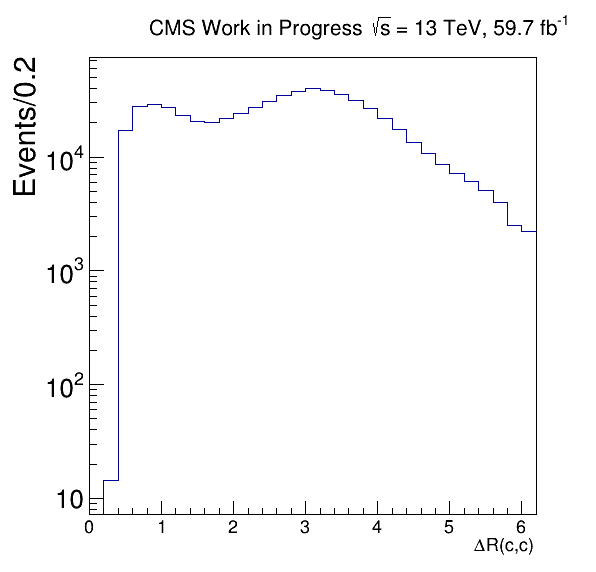 CMS Work in Progress √s = 13 TeV, 59.7 fb⁻¹
Events/0.2
10⁴
10³
10²
10
0 1 2 3 4 5 6
ΔR(c,c)